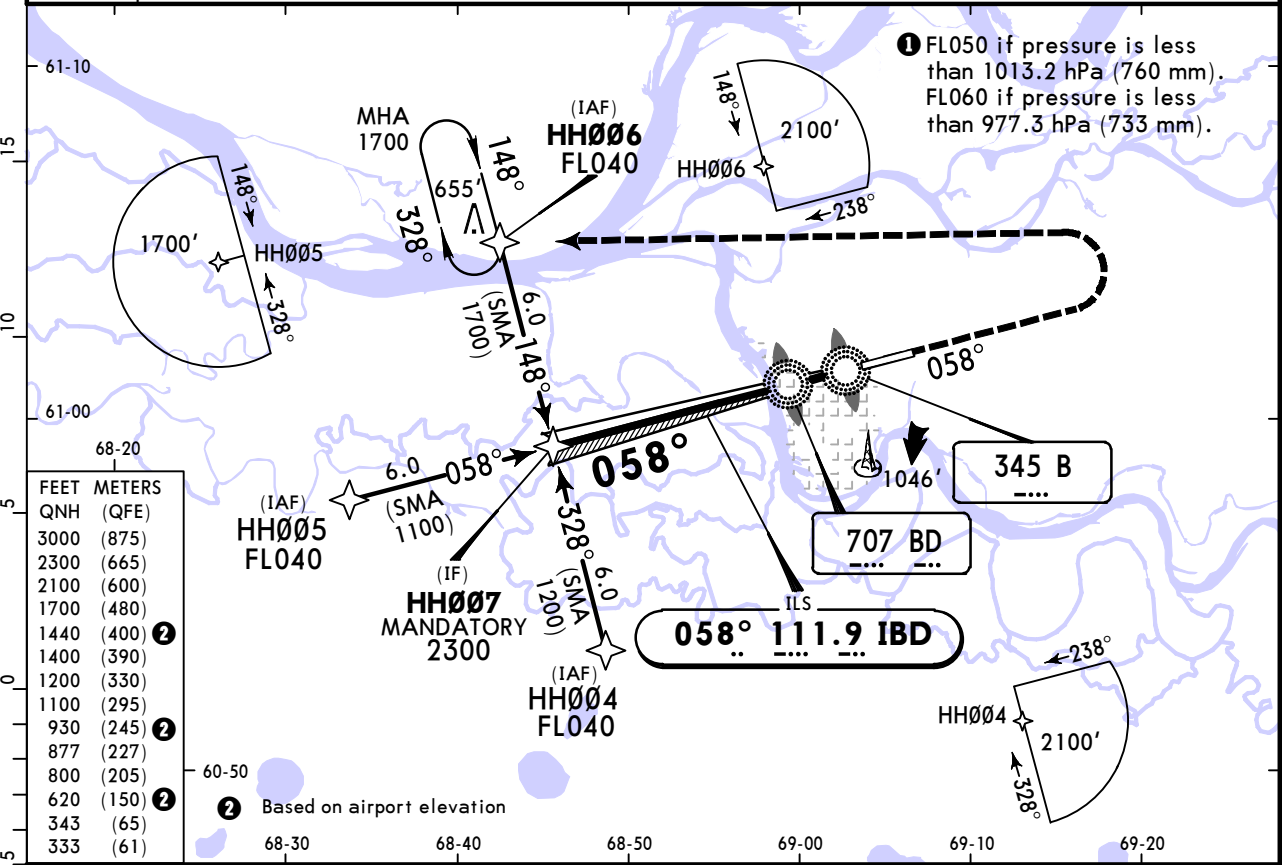 ❶ FL050 if pressure is less
than 1013.2 hPa (760 mm).
FL060 if pressure is less
than 977.3 hPa (733 mm).
61-10
15
MHA
1700
148°
655'
328°
(IAF)
HHØØ6
FL040
148°
2100'
HHØØ6
238°
148°
1700'
HHØØ5
328°
10
6.0
(SMA
1700)
148°
058°
61-00
68-20
6.0
058°
(SMA
1100)
058°
1046'
345 B
707 BD
5
(IAF)
HHØØ5
FL040
(IF)
HHØØ7
MANDATORY
2300
328°
6.0
(SMA
1200)
(IAF)
HHØØ4
FL040
ILS
058° 111.9 IBD
238°
HHØØ4
2100'
328°
FEET METERS
QNH (QFE)
3000 (875)
2300 (665)
2100 (600)
1700 (480)
1440 (400) ❷
1400 (390)
1200 (330)
1100 (295)
930 (245) ❷
877 (227)
800 (205)
620 (150) ❷
343 (65)
333 (61)
0
5
60-50
❷ Based on airport elevation
68-30
68-40
68-50
69-00
69-10
69-20